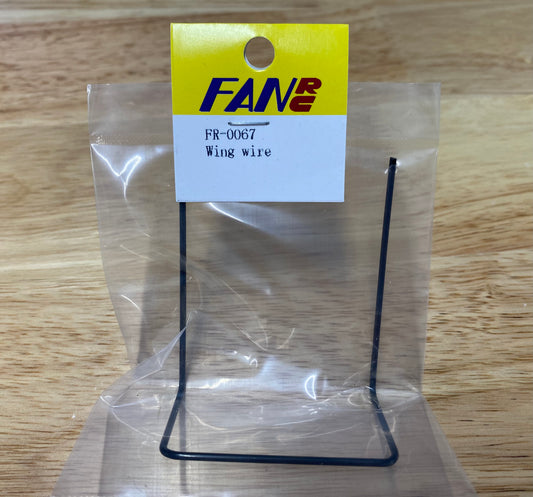 FAN RC
FR-0067
Wing wire